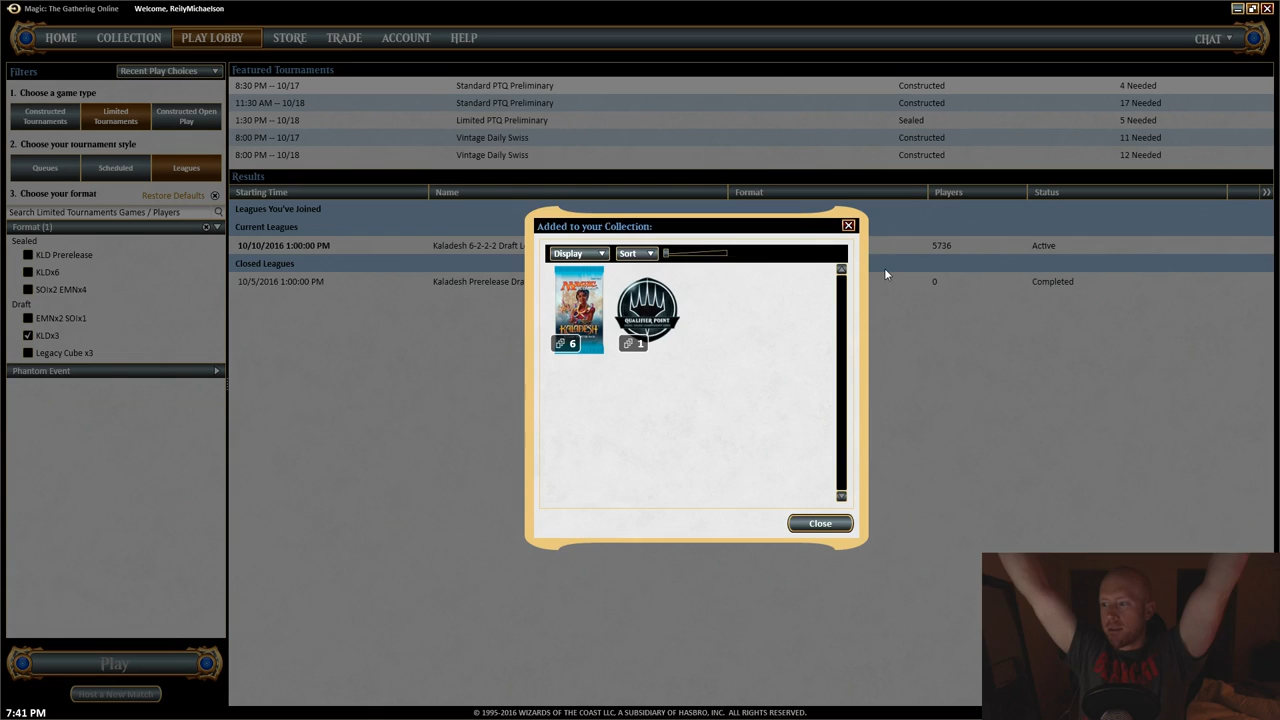 Magic: The Gathering Online Welcome, ReilyMichaelson
HOME COLLECTION PLAY LOBBY STORE TRADE ACCOUNT HELP CHAT
Filters Recent Play Choices
1. Choose a game type
Constructed Tournaments Limited Tournaments Constructed Open Play
2. Choose your tournament style
Queues Scheduled Leagues
3. Choose your format Restore Defaults
Search Limited Tournaments Games / Players
Format (1)
Sealed
KLD Prerelease
KLDx6
SOIx2 EMNx4
Draft
EMNx2 SOIx1
KLDx3
Legacy Cube x3
Phantom Event
Play
Host a New Match
7:41 PM
Featured Tournaments
8:30 PM -- 10/17 Standard PTQ Preliminary Constructed 4 Needed
11:30 AM -- 10/18 Standard PTQ Preliminary Constructed 17 Needed
1:30 PM -- 10/18 Limited PTQ Preliminary Sealed 5 Needed
8:00 PM -- 10/17 Vintage Daily Swiss Constructed 11 Needed
8:00 PM -- 10/18 Vintage Daily Swiss Constructed 12 Needed
Results
Starting Time Name Format Players Status
Leagues You've Joined
Current Leagues
10/10/2016 1:00:00 PM Kaladesh 6-2-2-2 Draft L 5736 Active
Closed Leagues
10/5/2016 1:00:00 PM Kaladesh Prerelease Dra 0 Completed
Added to your Collection:
Display Sort
MAGIC
KALADESH
6
QUALIFIER POINT
1
Close
© 1995-2016 WIZARDS OF THE COAST LLC, A SUBSIDIARY OF HASBRO, INC. ALL RIGHTS RESERVED.